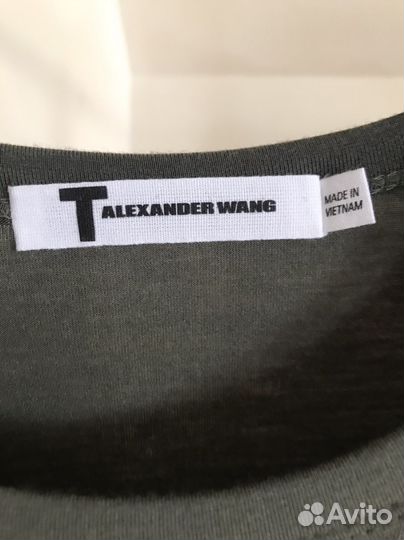 T ALEXANDER WANG
MADE IN
VIETNAM
Avito